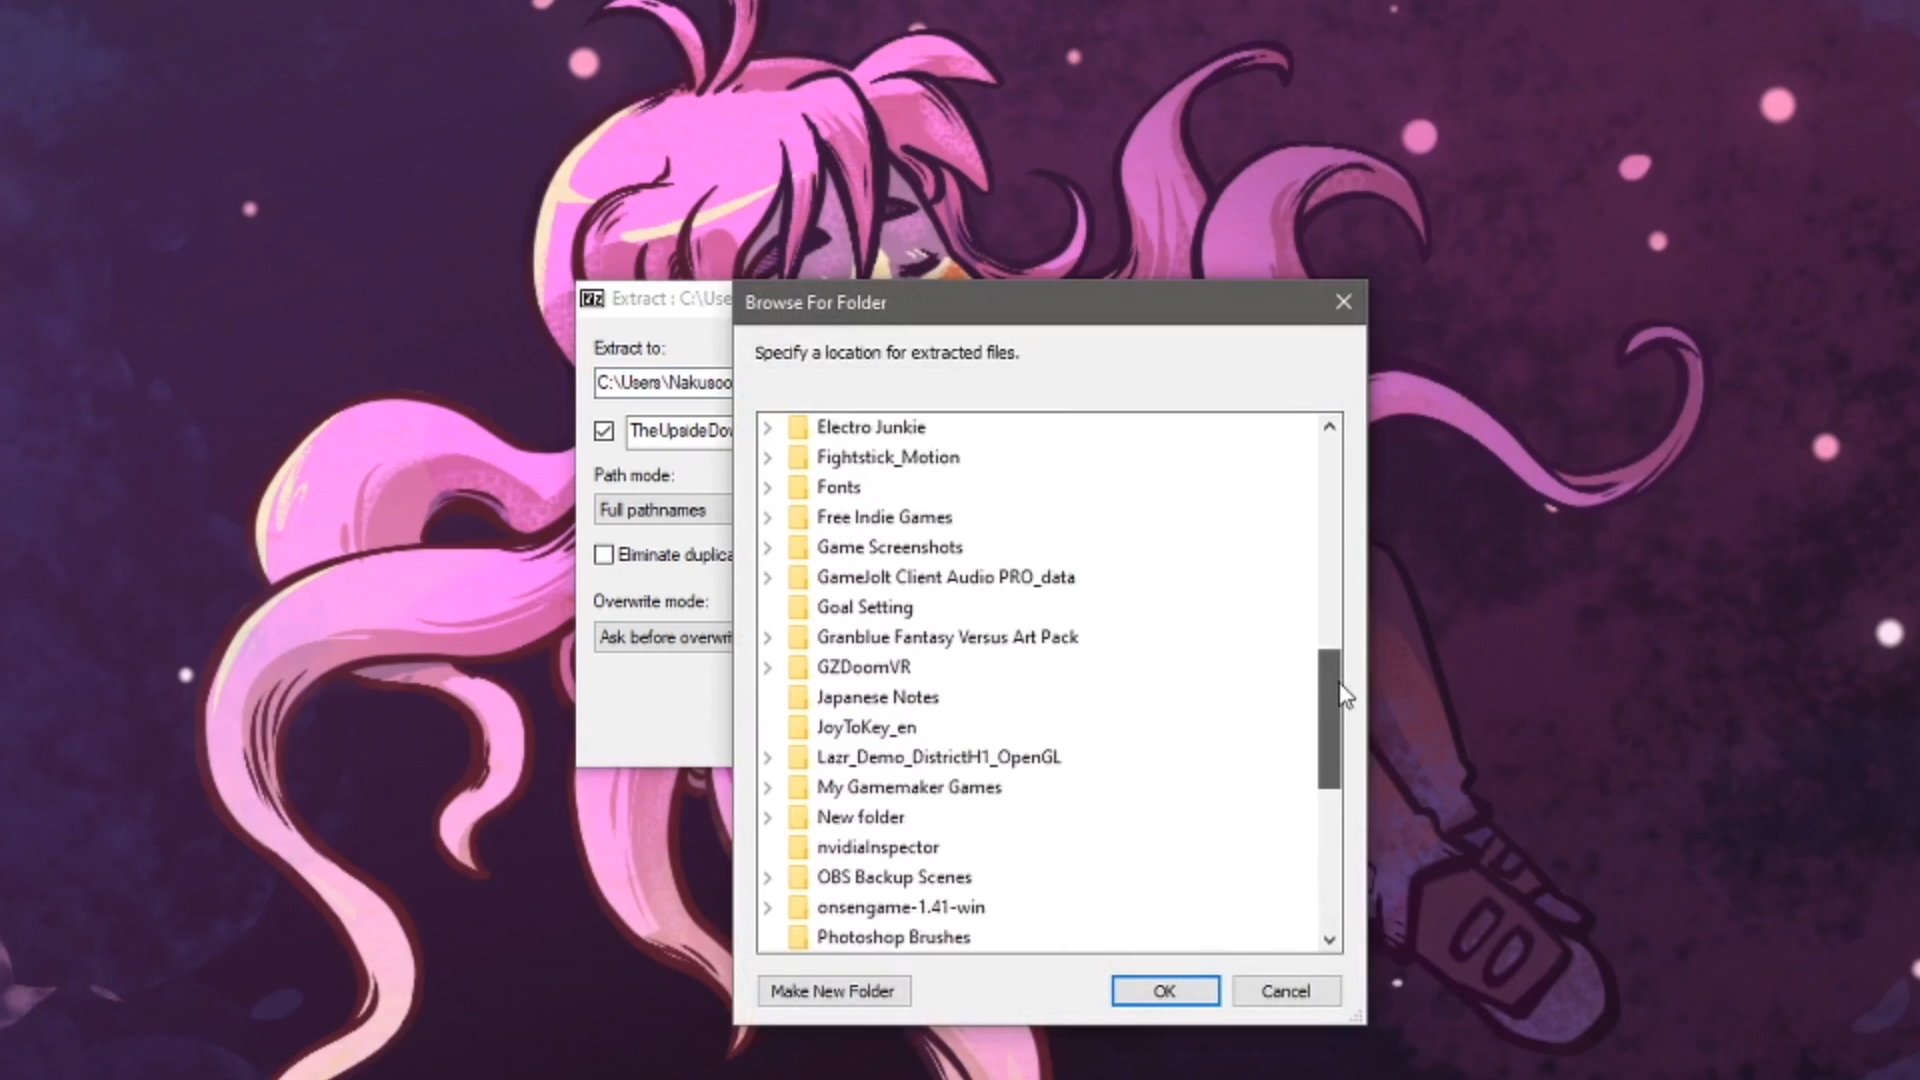 7z Extract : C:\Use
Browse For Folder
Specify a location for extracted files.
Extract to:
C:\Users\Nakusoo
TheUpsideDow
Path mode:
Full pathnames
Eliminate duplica
Overwrite mode:
Ask before overwri
Electro Junkie
Fightstick_Motion
Fonts
Free Indie Games
Game Screenshots
GameJolt Client Audio PRO_data
Goal Setting
Granblue Fantasy Versus Art Pack
GZDoomVR
Japanese Notes
JoyToKey_en
Lazr_Demo_DistrictH1_OpenGL
My Gamemaker Games
New folder
nvidiaInspector
OBS Backup Scenes
onsengame-1.41-win
Photoshop Brushes
Make New Folder
OK
Cancel